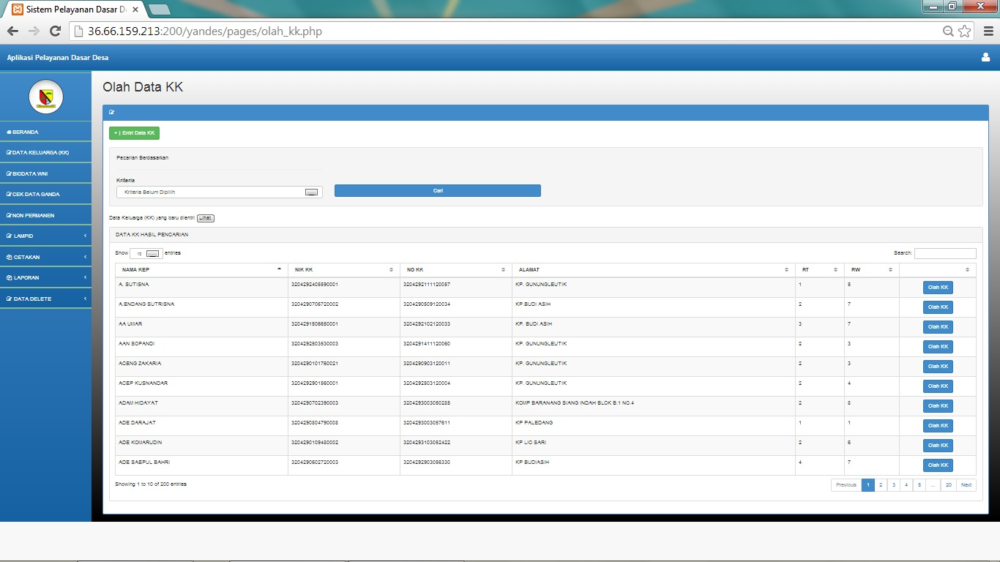 Sistem Pelayanan Dasar D
36.66.159.213:200/yandes/pages/olah_kk.php
Aplikasi Pelayanan Dasar Desa
Olah Data KK
+ | Entri Data KK
BERANDA
DATA KELUARGA (KK)
BIODATA WNI
CEK DATA GANDA
NON PERMANEN
LAMPID
CETAKAN
LAPORAN
DATA DELETE
Pecarian Berdasarkan
Kriteria
Kriteria Belum Dipilih
Cari
Data Keluarga (KK) yang baru dientri Lihat
DATA KK HASIL PENCARIAN
Show 10 entries Search:
NAMA KEP NIK KK NO KK ALAMAT RT RW
A. SUTISNA 3204292405590001 3204292111120057 KP. GUNUNGLEUTIK 1 5 Olah KK
A.ENDANG SUTRISNA 3204290706720002 3204290509120034 KP.BUDI ASIH 2 7 Olah KK
AA UMAR 3204291506650001 3204292102120033 KP. BUDI ASIH 3 7 Olah KK
AAN SOPANDI 3204292503530003 3204291411120060 KP. GUNUNGLEUTIK 2 3 Olah KK
ACENG ZAKARIA 3204290101760021 3204290903120011 KP. GUNUNGLEUTIK 2 3 Olah KK
ACEP KUSNANDAR 3204292901560001 3204292503120004 KP. GUNUNGLEUTIK 2 4 Olah KK
ADAM HIDAYAT 3204290702390003 3204293003050285 KOMP BARANANG SIANG INDAH BLOK B.1 NO.4 2 8 Olah KK
ADE DARAJAT 3204290804790008 3204293003057611 KP PALEDANG 1 1 Olah KK
ADE KOMARUDIN 3204290109480002 3204293103052422 KP LIO SARI 2 6 Olah KK
ADE SAEPUL BAHRI 3204290602720003 3204292903056330 KP BUDIASIH 4 7 Olah KK
Showing 1 to 10 of 200 entries
Previous 1 2 3 4 5 ... 20 Next